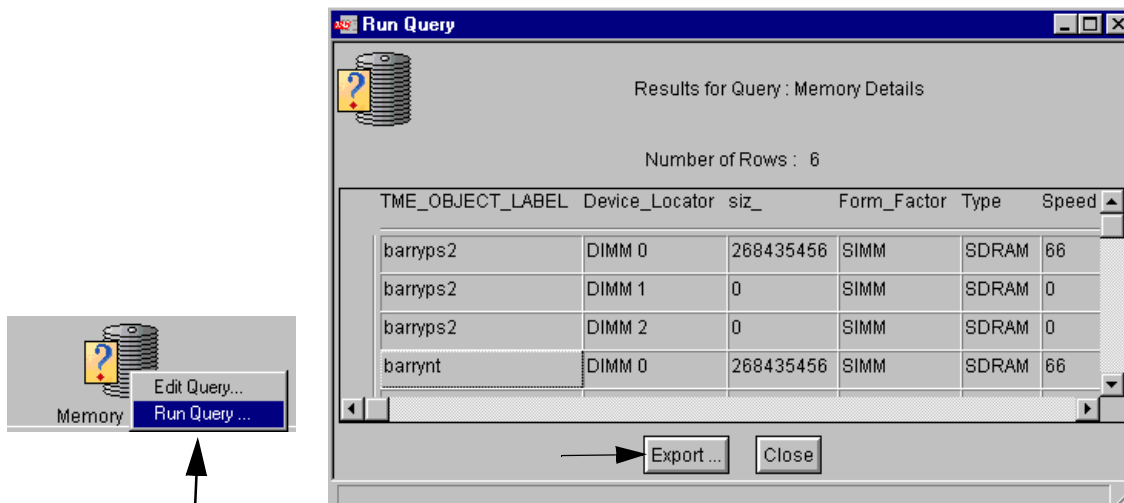 Run Query
Results for Query : Memory Details
Number of Rows : 6
TME_OBJECT_LABEL Device_Locator siz_ Form_Factor Type Speed
barryps2 DIMM 0 268435456 SIMM SDRAM 66
barryps2 DIMM 1 0 SIMM SDRAM 0
barryps2 DIMM 2 0 SIMM SDRAM 0
barrynt DIMM 0 268435456 SIMM SDRAM 66
Export ... Close
Edit Query...
Memory Run Query ...